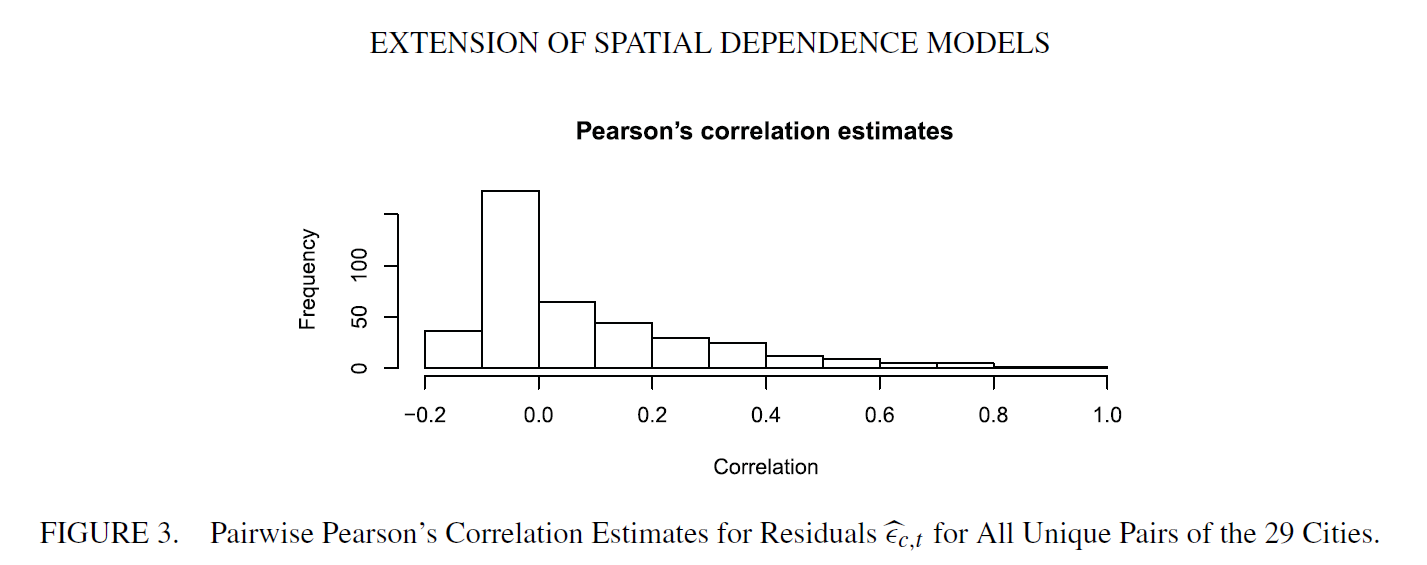 EXTENSION OF SPATIAL DEPENDENCE MODELS
Pearson’s correlation estimates
Frequency
100
50
0
−0.2 0.0 0.2 0.4 0.6 0.8 1.0
Correlation
FIGURE 3. Pairwise Pearson’s Correlation Estimates for Residuals ϵ̂c,t for All Unique Pairs of the 29 Cities.